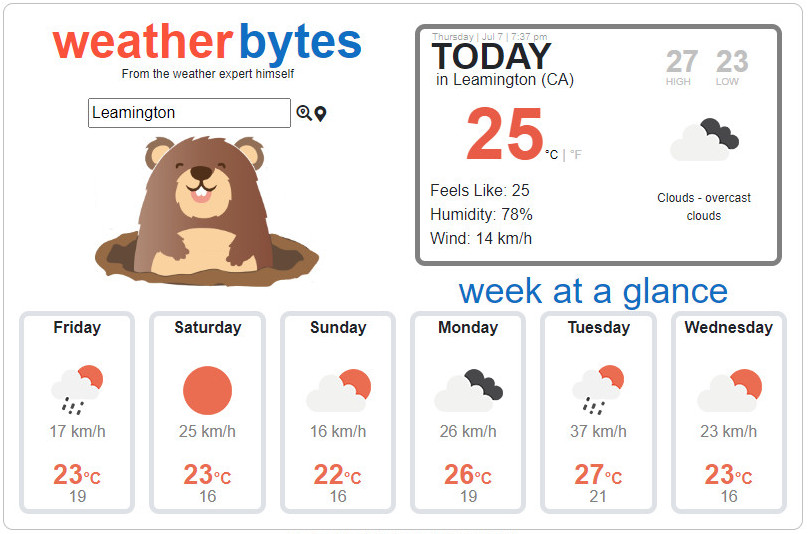 weatherbytes
From the weather expert himself
Leamington
Thursday | Jul 7 | 7:37 pm
TODAY
in Leamington (CA)
27 23
HIGH LOW
25 °C | °F
Feels Like: 25
Humidity: 78%
Wind: 14 km/h
Clouds - overcast
clouds
week at a glance
Friday Saturday Sunday Monday Tuesday Wednesday
17 km/h 25 km/h 16 km/h 26 km/h 37 km/h 23 km/h
23°C 23°C 22°C 26°C 27°C 23°C
19 16 16 19 21 16